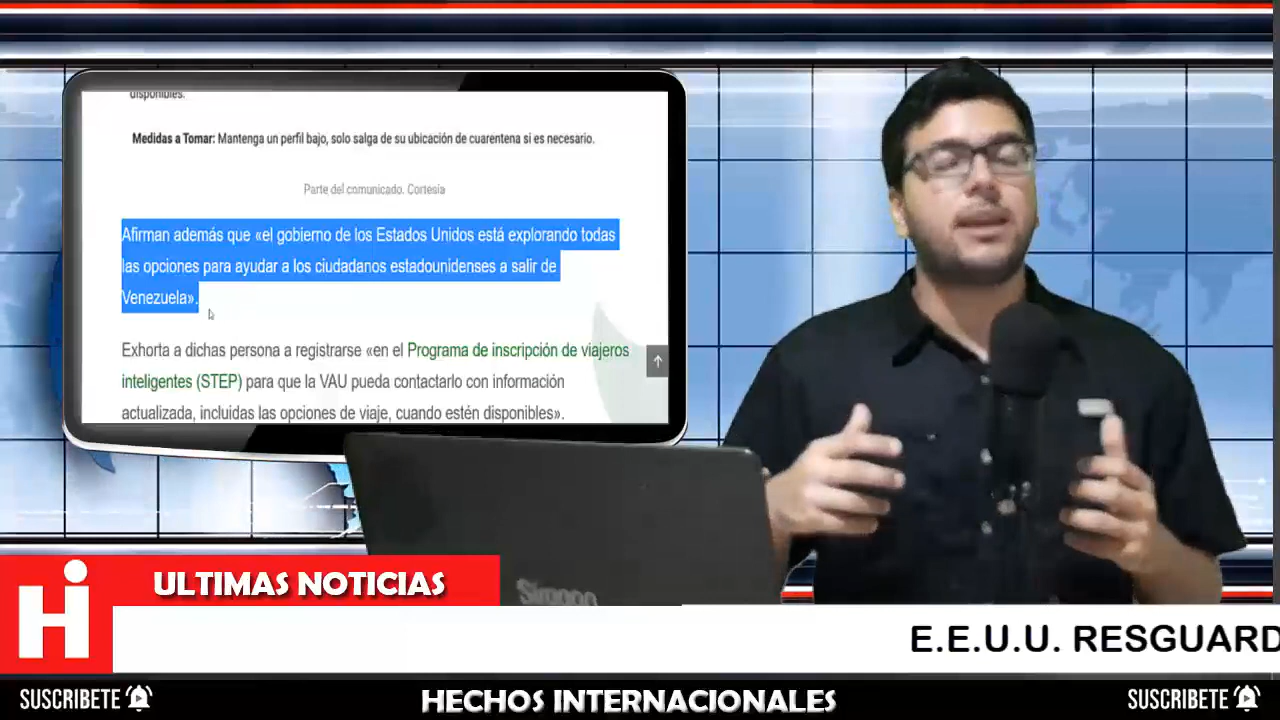 disponibles.
Medidas a Tomar: Mantenga un perfil bajo, solo salga de su ubicación de cuarentena si es necesario.
Parte del comunicado. Cortesía
Afirman además que «el gobierno de los Estados Unidos está explorando todas
las opciones para ayudar a los ciudadanos estadounidenses a salir de
Venezuela».
Exhorta a dichas persona a registrarse «en el Programa de inscripción de viajeros
inteligentes (STEP) para que la VAU pueda contactarlo con información
actualizada, incluidas las opciones de viaje, cuando estén disponibles».
Hi
ULTIMAS NOTICIAS
E.E.U.U. RESGUARD
SUSCRIBETE
HECHOS INTERNACIONALES
SUSCRIBETE